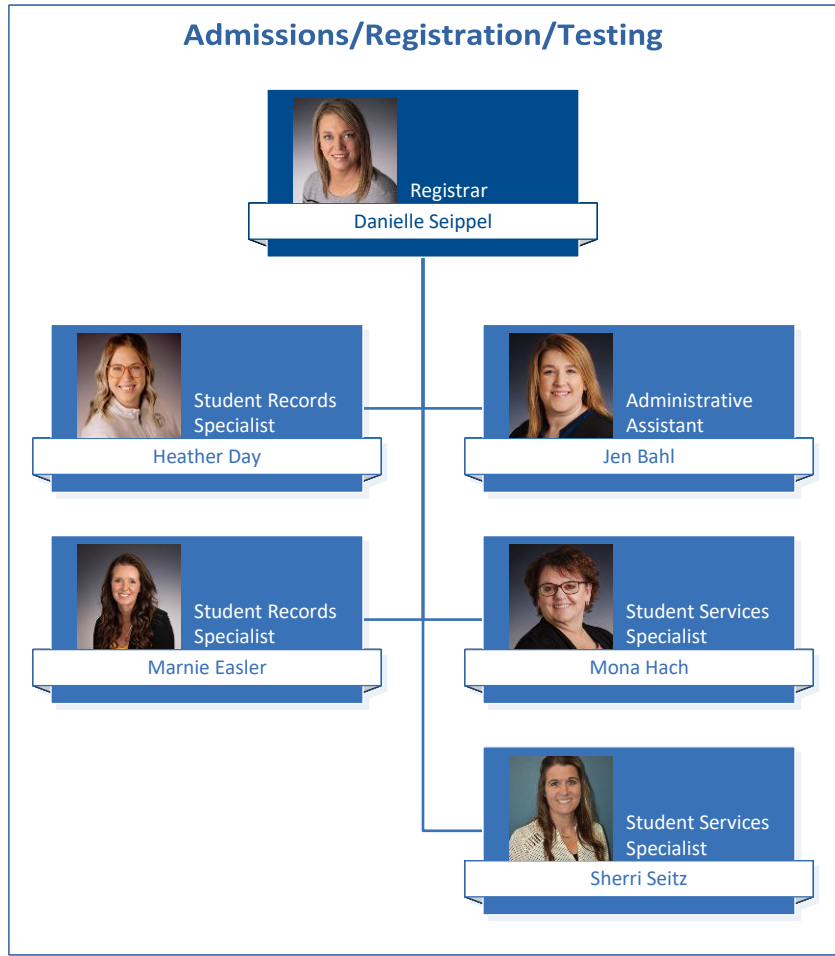 Admissions/Registration/Testing
Registrar
Danielle Seippel
Student Records
Specialist
Heather Day
Administrative
Assistant
Jen Bahl
Student Records
Specialist
Marnie Easler
Student Services
Specialist
Mona Hach
Student Services
Specialist
Sherri Seitz